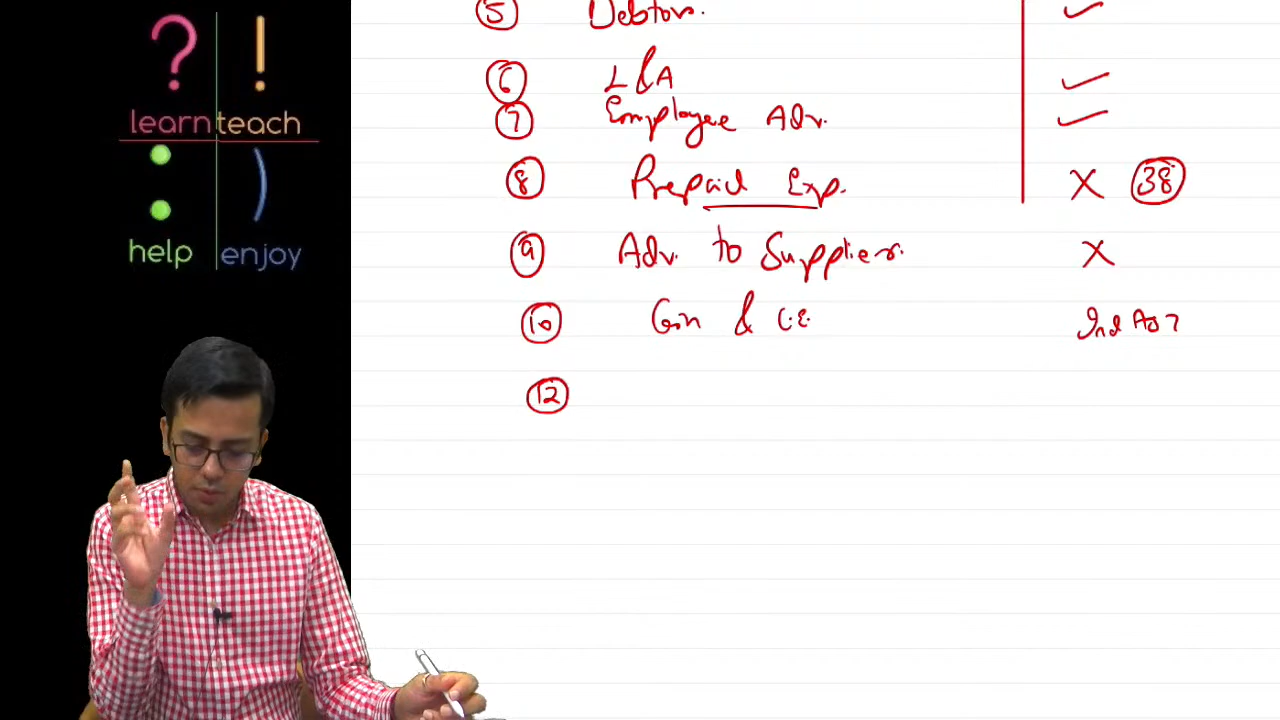 ?
!
learn teach
help enjoy
5 Debtors.
6 L&A
7 Employee Adv.
8 Prepaid Exp. X 38
9 Adv. to Supplier. X
10 & C.E. Ind AS 7
12